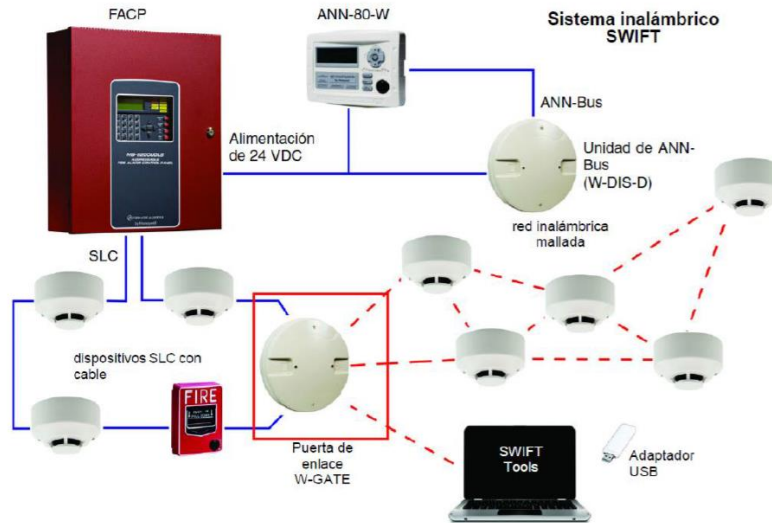 FACP
ANN-80-W
Sistema inalámbrico
SWIFT
ANN-Bus
Alimentación
de 24 VDC
Unidad de ANN-
Bus
(W-DIS-D)
red inalámbrica
mallada
SLC
dispositivos SLC con
cable
FIRE
Puerta de
enlace
W-GATE
SWIFT
Tools
Adaptador
USB